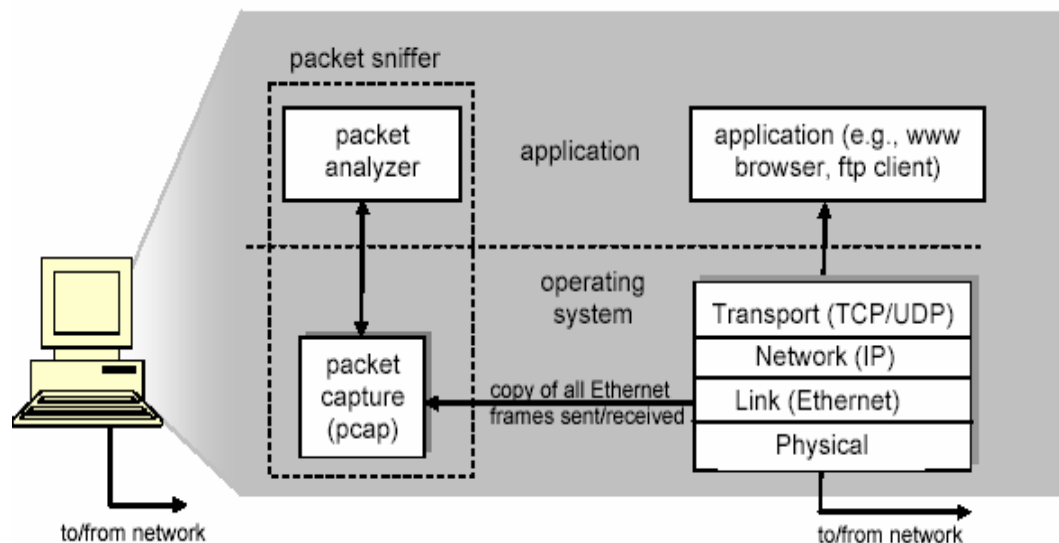 packet sniffer
packet
analyzer
application
application (e.g., www
browser, ftp client)
operating
system
packet
capture
(pcap)
copy of all Ethernet
frames sent/received
Transport (TCP/UDP)
Network (IP)
Link (Ethernet)
Physical
to/from network
to/from network